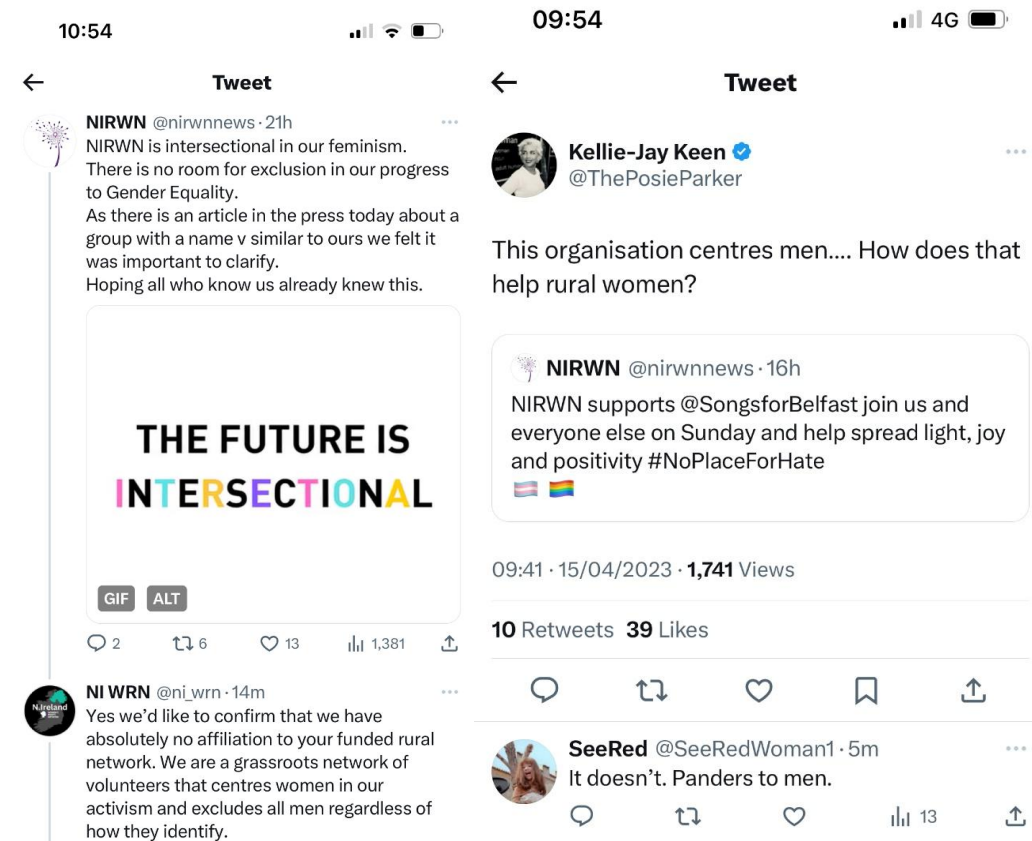 10:54
Tweet
NIRWN @nirwnnews · 21h
NIRWN is intersectional in our feminism.
There is no room for exclusion in our progress
to Gender Equality.
As there is an article in the press today about a
group with a name v similar to ours we felt it
was important to clarify.
Hoping all who know us already knew this.
THE FUTURE IS
INTERSECTIONAL
GIF ALT
2 6 13 1,381
NI WRN @ni_wrn · 14m
Yes we'd like to confirm that we have
absolutely no affiliation to your funded rural
network. We are a grassroots network of
volunteers that centres women in our
activism and excludes all men regardless of
how they identify.
N.Ireland
09:54 4G
Tweet
Kellie-Jay Keen
@ThePosieParker
This organisation centres men.... How does that
help rural women?
NIRWN @nirwnnews · 16h
NIRWN supports @SongsforBelfast join us and
everyone else on Sunday and help spread light, joy
and positivity #NoPlaceForHate
09:41 · 15/04/2023 · 1,741 Views
10 Retweets 39 Likes
SeeRed @SeeRedWoman1 · 5m
It doesn't. Panders to men.
13